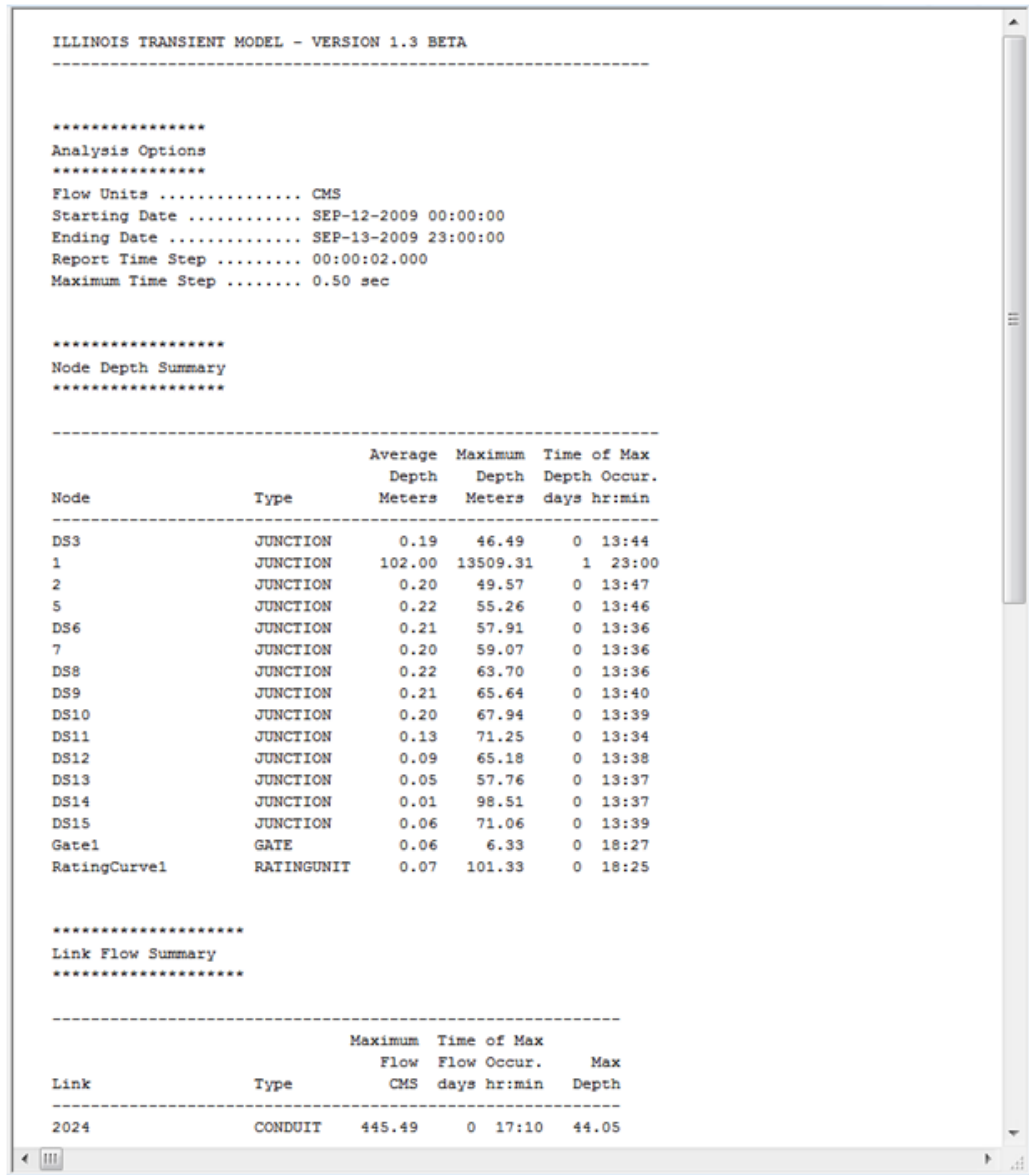 ILLINOIS TRANSIENT MODEL - VERSION 1.3 BETA
--------------------------------------------------------------
****************
Analysis Options
****************
Flow Units ............... CMS
Starting Date ............ SEP-12-2009 00:00:00
Ending Date .............. SEP-13-2009 23:00:00
Report Time Step ......... 00:00:02.000
Maximum Time Step ........ 0.50 sec
******************
Node Depth Summary
******************
---------------------------------------------------------------
Average Maximum Time of Max
Depth Depth Depth Occur.
Node Type Meters Meters days hr:min
---------------------------------------------------------------
DS3 JUNCTION 0.19 46.49 0 13:44
1 JUNCTION 102.00 13509.31 1 23:00
2 JUNCTION 0.20 49.57 0 13:47
5 JUNCTION 0.22 55.26 0 13:46
DS6 JUNCTION 0.21 57.91 0 13:36
7 JUNCTION 0.20 59.07 0 13:36
DS8 JUNCTION 0.22 63.70 0 13:36
DS9 JUNCTION 0.21 65.64 0 13:40
DS10 JUNCTION 0.20 67.94 0 13:39
DS11 JUNCTION 0.13 71.25 0 13:34
DS12 JUNCTION 0.09 65.18 0 13:38
DS13 JUNCTION 0.05 57.76 0 13:37
DS14 JUNCTION 0.01 98.51 0 13:37
DS15 JUNCTION 0.06 71.06 0 13:39
Gate1 GATE 0.06 6.33 0 18:27
RatingCurve1 RATINGUNIT 0.07 101.33 0 18:25
********************
Link Flow Summary
********************
-----------------------------------------------------------
Maximum Time of Max
Flow Flow Occur. Max
Link Type CMS days hr:min Depth
-----------------------------------------------------------
2024 CONDUIT 445.49 0 17:10 44.05